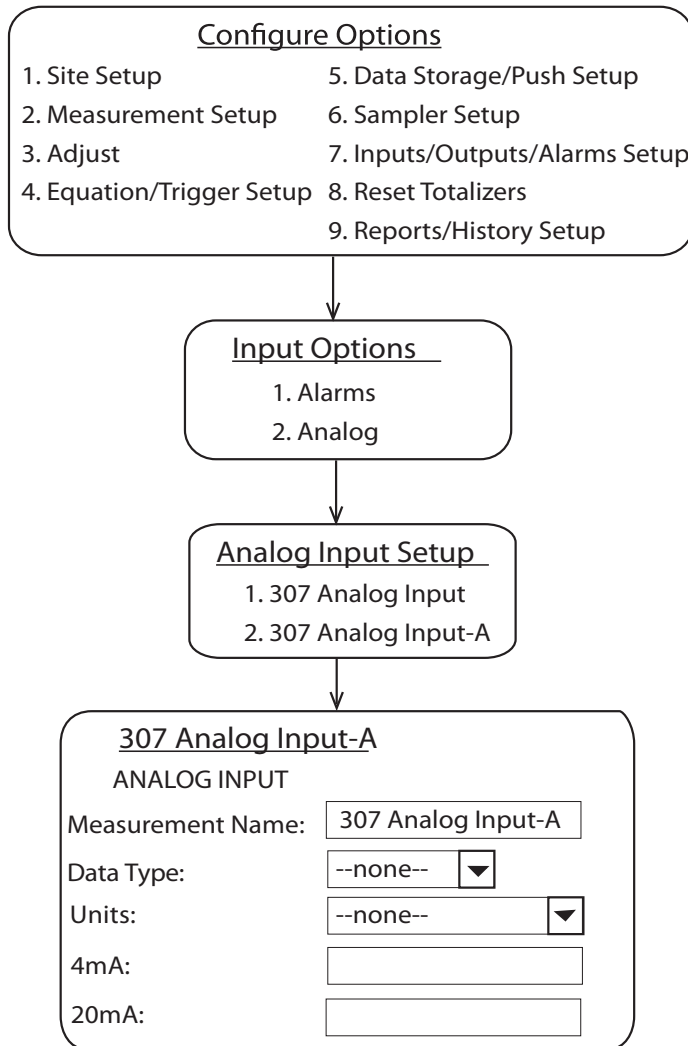 Configure Options
1. Site Setup
2. Measurement Setup
3. Adjust
4. Equation/Trigger Setup
5. Data Storage/Push Setup
6. Sampler Setup
7. Inputs/Outputs/Alarms Setup
8. Reset Totalizers
9. Reports/History Setup
Input Options
1. Alarms
2. Analog
Analog Input Setup
1. 307 Analog Input
2. 307 Analog Input-A
307 Analog Input-A
ANALOG INPUT
Measurement Name: 307 Analog Input-A
Data Type: --none--
Units: --none--
4mA:
20mA: